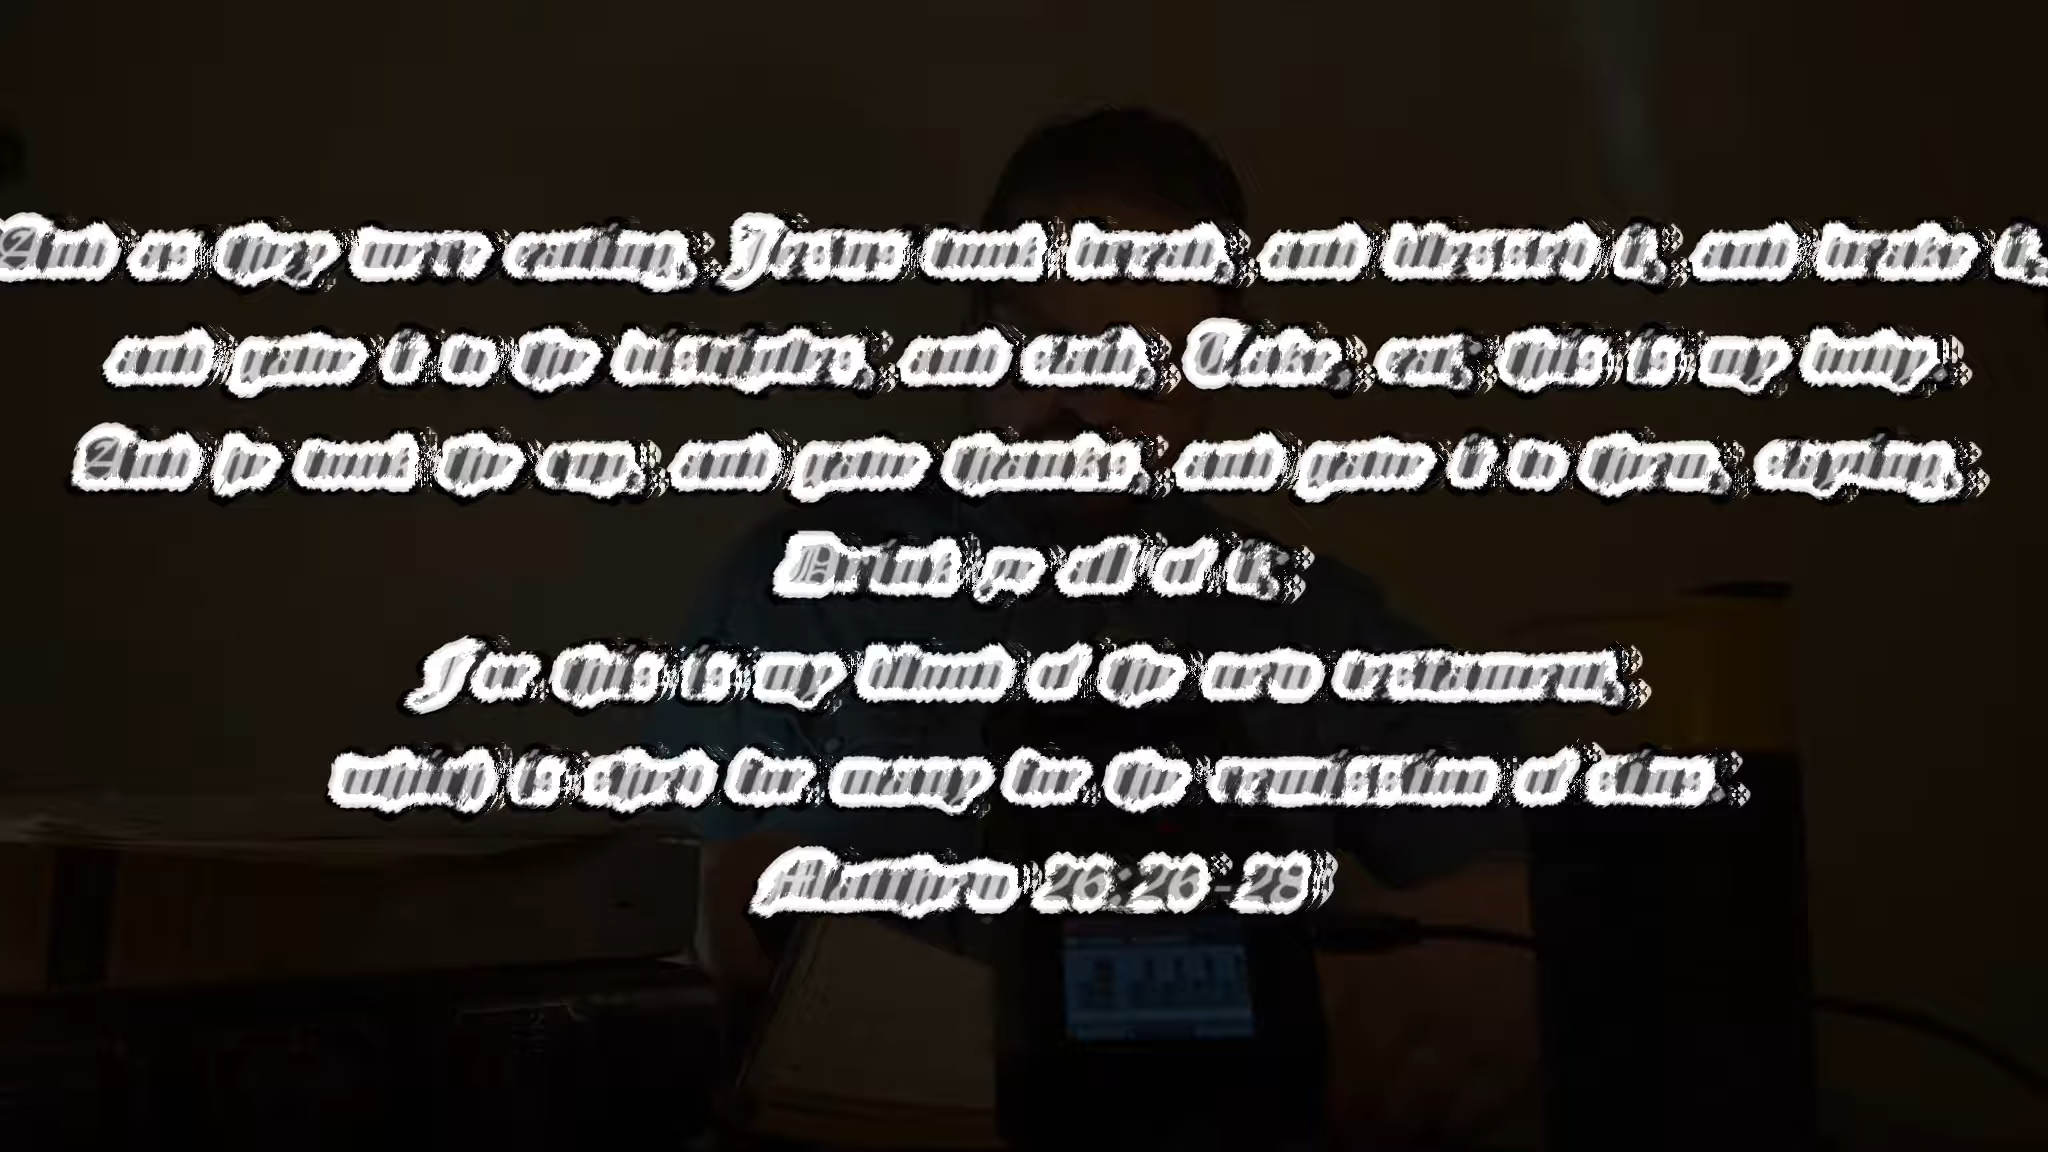 And as they were eating, Jesus took bread, and blessed it, and brake it,
and gave it to the disciples, and said, Take, eat; this is my body.
And he took the cup, and gave thanks, and gave it to them, saying,
Drink ye all of it;
For this is my blood of the new testament,
which is shed for many for the remission of sins.
Matthew 26:26-28